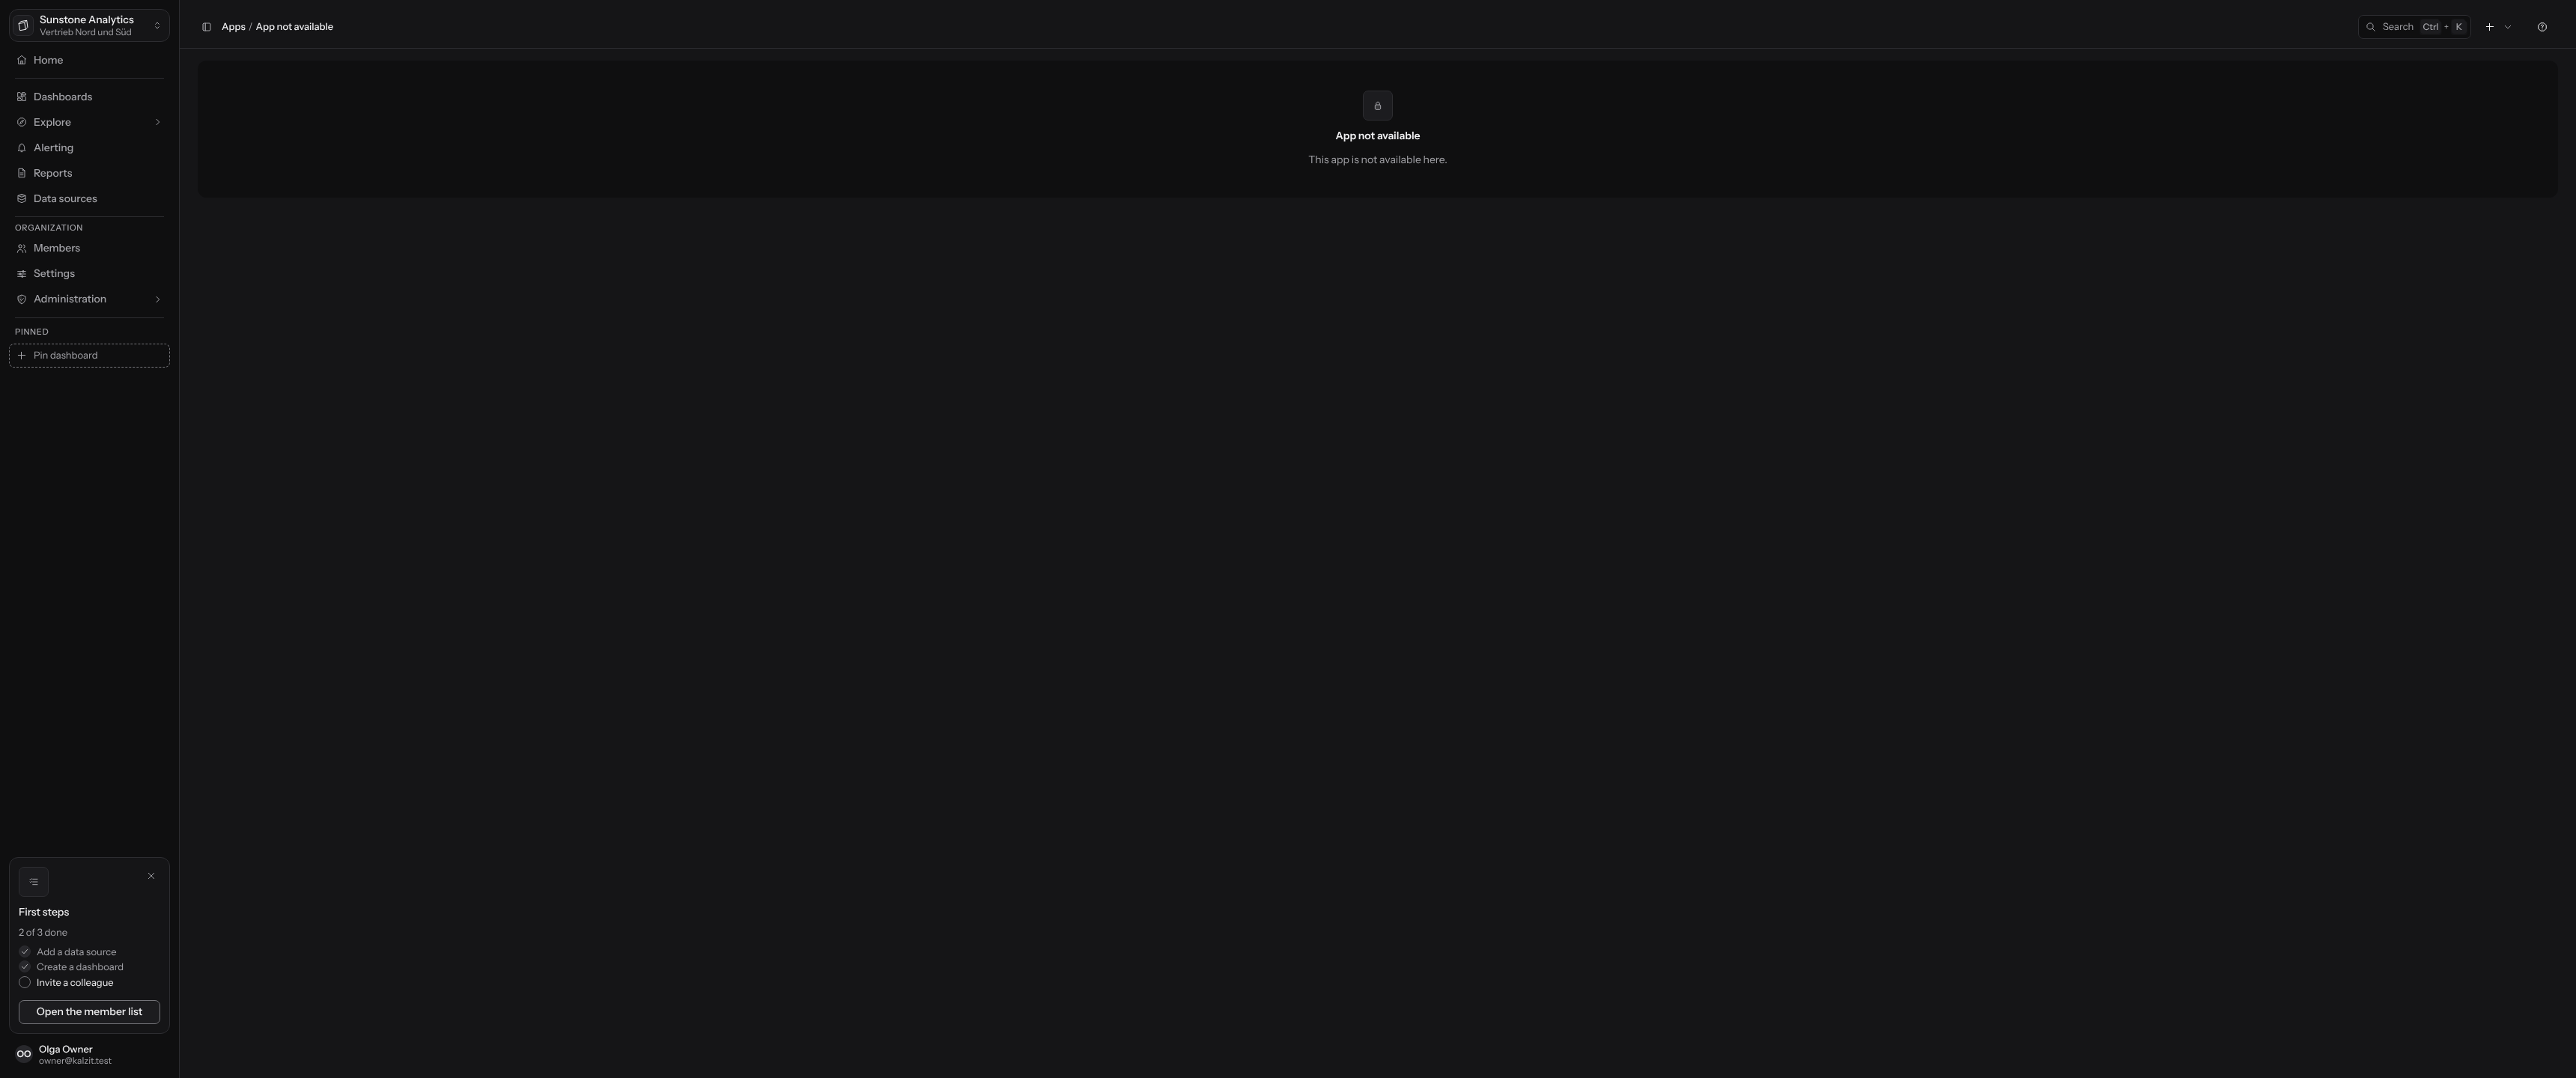 Sunstone Analytics
Vertrieb Nord und Süd
Home
Dashboards
Explore
Alerting
Reports
Data sources
ORGANIZATION
Members
Settings
Administration
PINNED
Pin dashboard
First steps
2 of 3 done
Add a data source
Create a dashboard
Invite a colleague
Open the member list
OO
Olga Owner
owner@kalzit.test
Apps / App not available
Search Ctrl + K
App not available
This app is not available here.